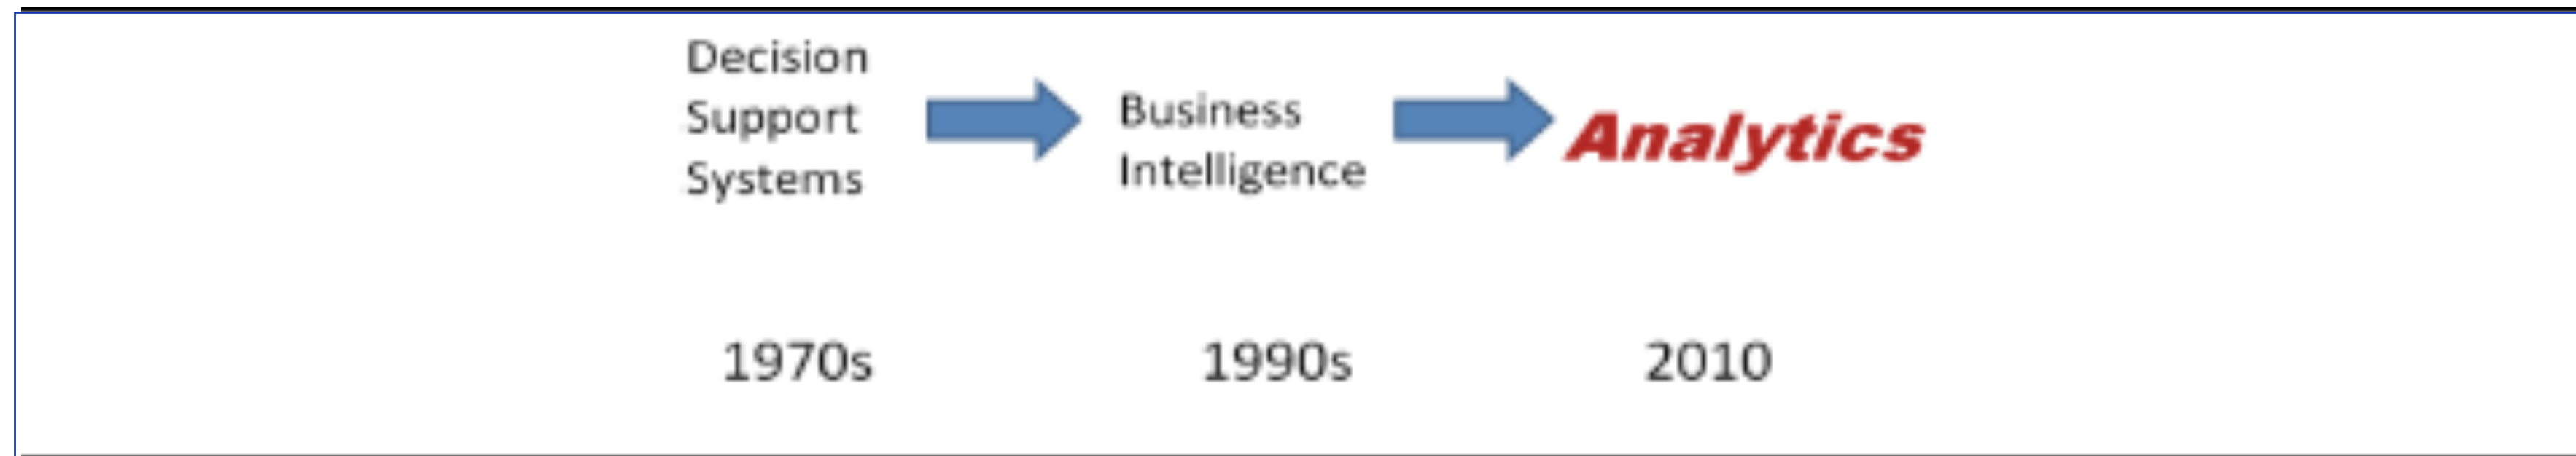 Decision
Support
Systems
Business
Intelligence
Analytics
1970s
1990s
2010